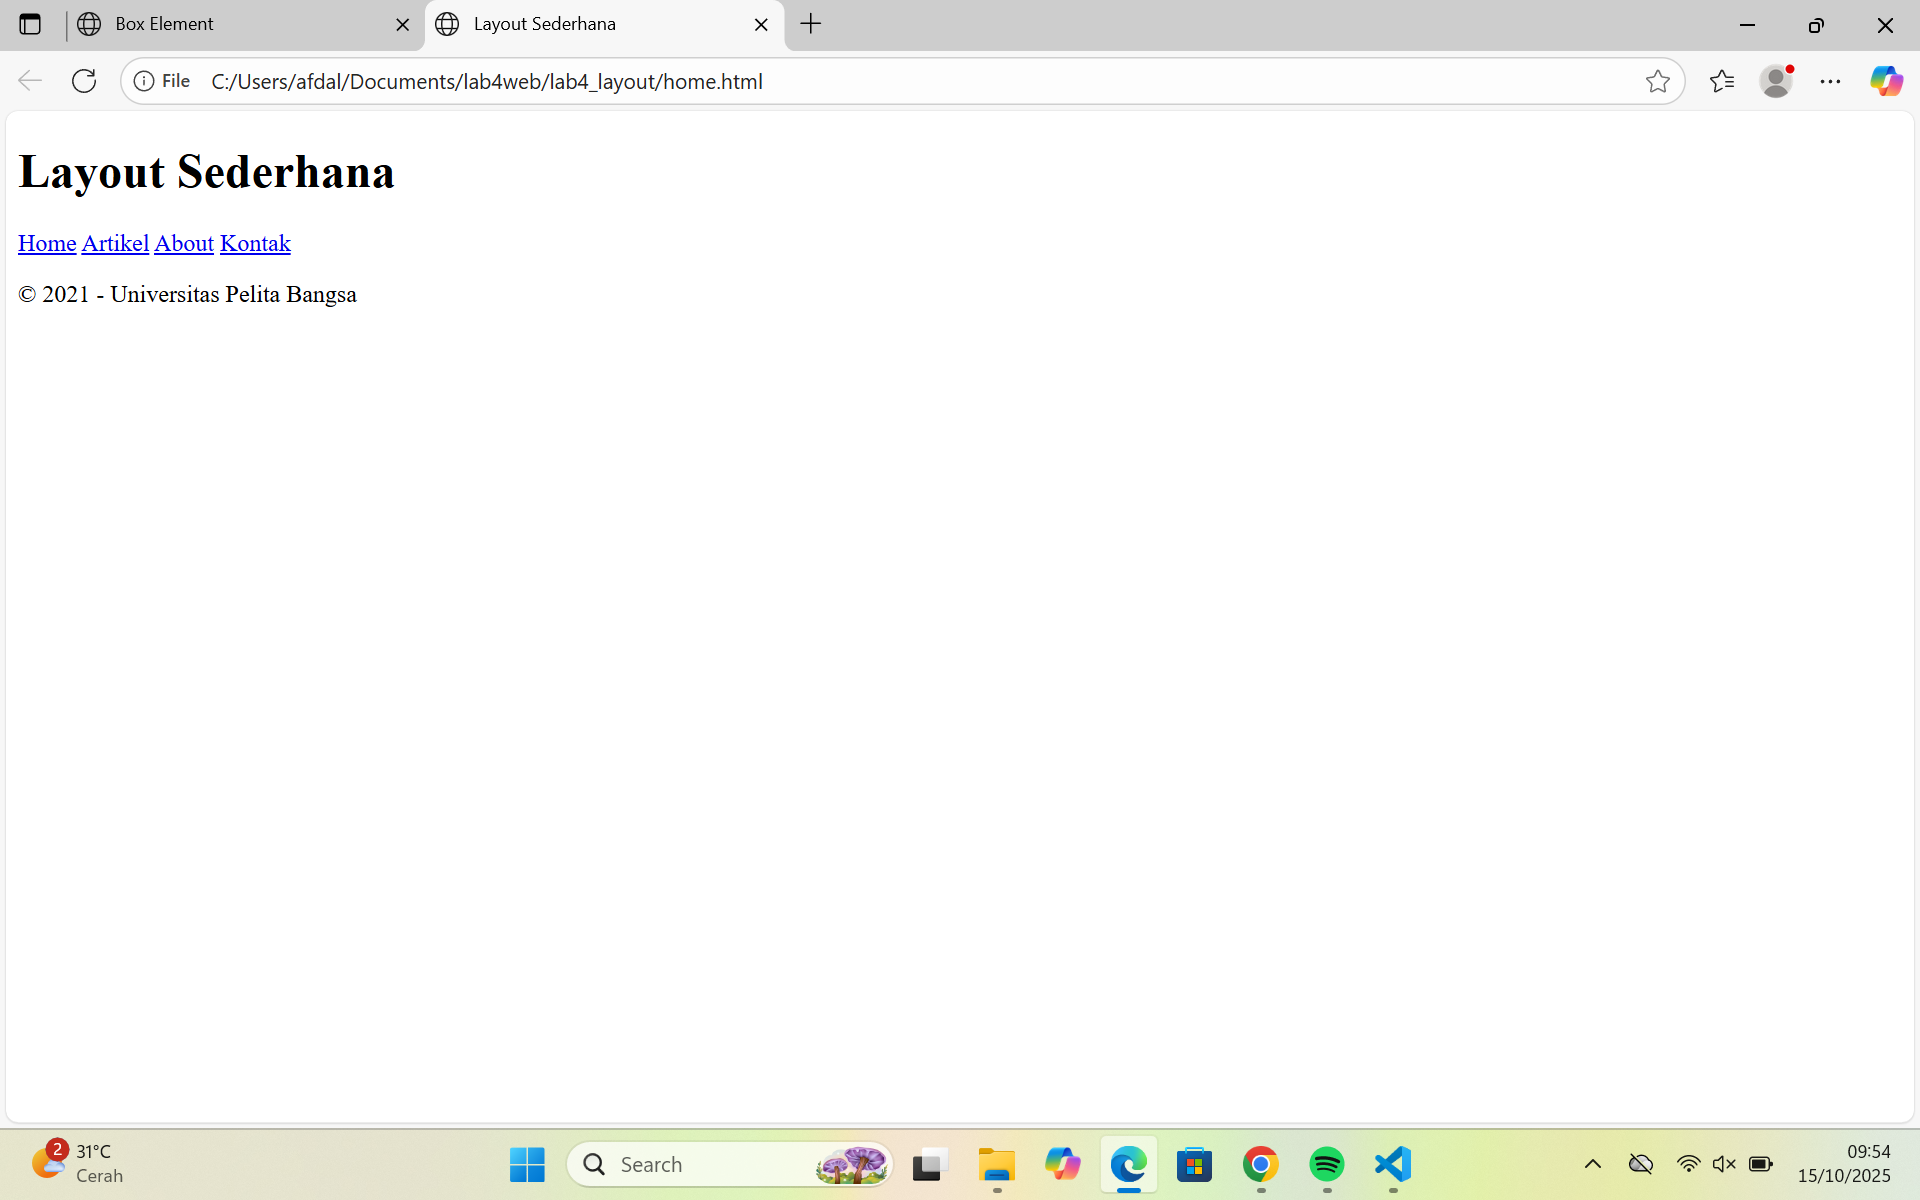 Box Element
Layout Sederhana
File C:/Users/afdal/Documents/lab4web/lab4_layout/home.html
Layout Sederhana
Home Artikel About Kontak
© 2021 - Universitas Pelita Bangsa
2
31°C
Cerah
Search
09:54
15/10/2025